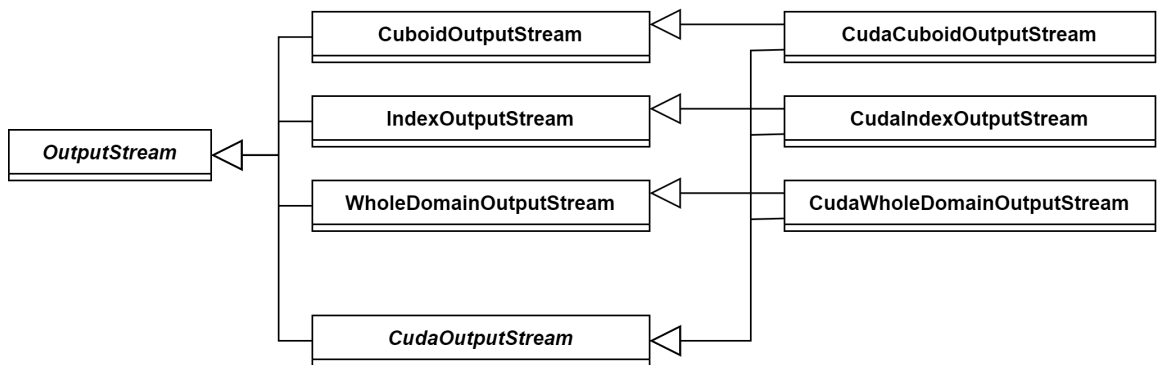 CuboidOutputStream
CudaCuboidOutputStream
IndexOutputStream
CudaIndexOutputStream
OutputStream
WholeDomainOutputStream
CudaWholeDomainOutputStream
CudaOutputStream